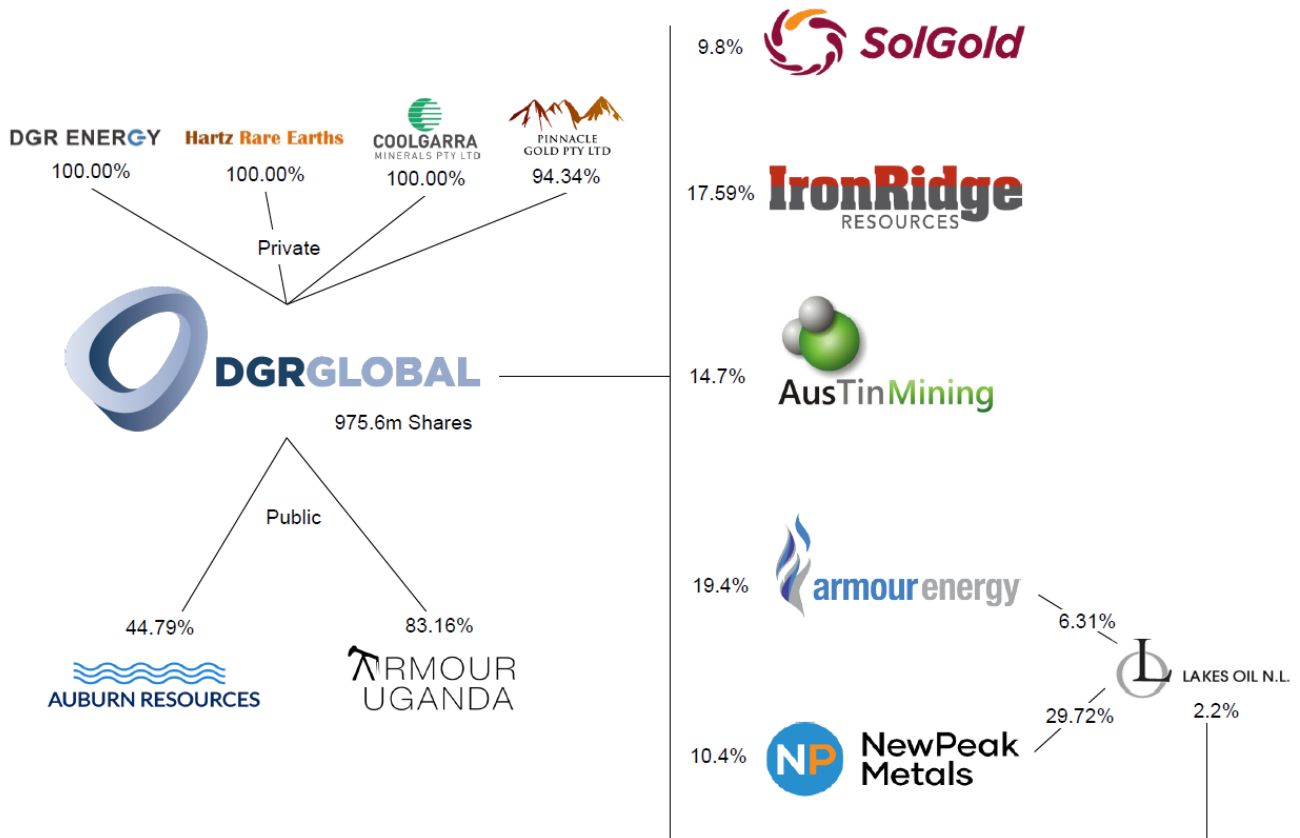 DGR ENERGY
100.00%
Hartz Rare Earths
100.00%
COOLGARRA
MINERALS PTY LTD
100.00%
PINNACLE
GOLD PTY LTD
94.34%
Private
DGRGLOBAL
975.6m Shares
Public
44.79%
AUBURN RESOURCES
83.16%
ARMOUR
UGANDA
9.8%
SolGold
17.59%
IronRidge
RESOURCES
14.7%
AusTinMining
19.4%
armourenergy
6.31%
L
LAKES OIL N.L.
29.72%
2.2%
10.4%
NP
NewPeak
Metals